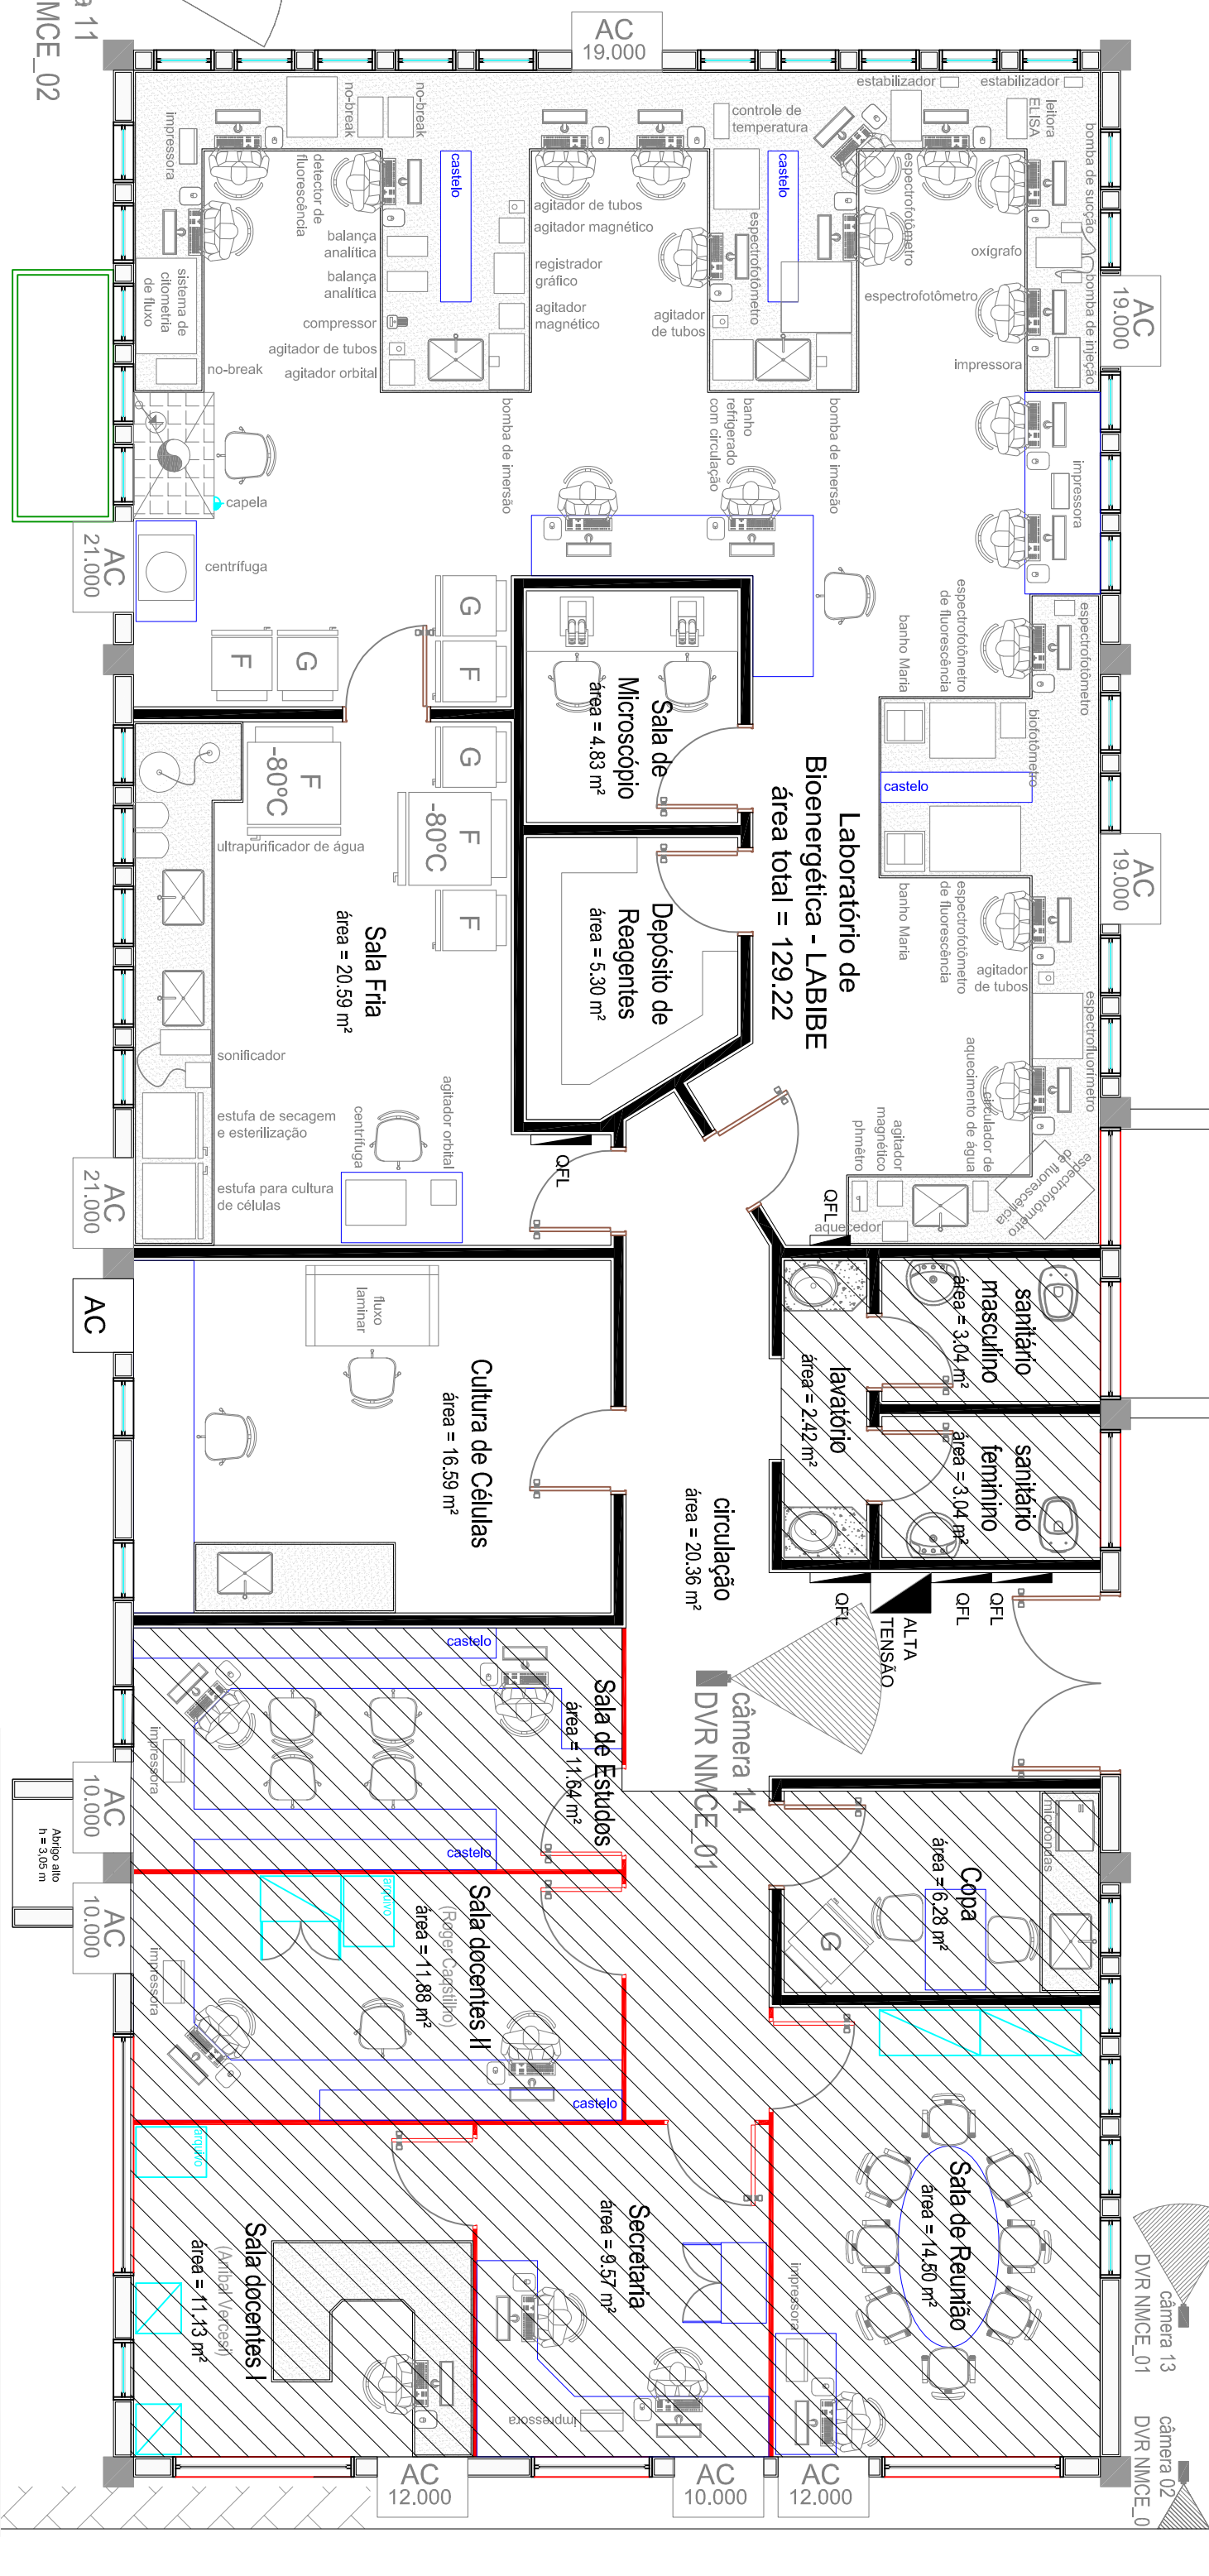 a 11
NMCE_02
AC
19.000
estabilizador
estabilizador
leitora
ELISA
bomba de sucção
controle de
temperatura
no-break
no-break
impressora
detector de
fluorescência
castelo
castelo
agitador de tubos
agitador magnético
espectrofotômetro
espectrofotômetro
oxígrafo
balança
analítica
balança
analítica
registrador
gráfico
sistema de
citometria
de fluxo
espectrofotômetro
bomba de injeção
AC
19.000
compressor
agitador
magnético
agitador
de tubos
agitador de tubos
agitador orbital
no-break
impressora
bomba de imersão
banho
refrigerado
com circulação
bomba de imersão
impressora
capela
AC
21.000
centrífuga
G
F
F
G
espectrofotômetro
de fluorescência
banho Maria
espectrofotômetro
biofotômetro
Sala de
Microscópio
área = 4.83 m²
Laboratório de
Bioenergética - LABIBE
área total = 129.22
castelo
AC
19.000
F
-80ºC
G
F
-80ºC
F
ultrapurificador de água
Sala Fria
área = 20.59 m²
Depósito de
Reagentes
área = 5.30 m²
banho Maria
espectrofotômetro
de fluorescência
agitador
de tubos
espectrofluorímetro
sonificador
estufa de secagem
e esterilização
estufa para cultura
de células
centrífuga
agitador orbital
QFL
phmêtro
agitador
magnético
circulador de
aquecimento de água
espectrofotômetro
de fluorescência
QFL
aquecedor
AC
21.000
AC
fluxo
laminar
Cultura de Células
área = 16.59 m²
sanitário
masculino
área = 3.04 m²
lavatório
área = 2.42 m²
sanitário
feminino
área = 3.04 m²
circulação
área = 20.36 m²
QFL
ALTA
TENSÃO
QFL
QFL
câmera 14
DVR NMCE_01
castelo
Sala de Estudos
área = 11.64 m²
impressora
castelo
AC
10.000
Abrigo alto
h = 3,05 m
AC
10.000
microondas
Copa
área = 6.28 m²
G
arquivo
Sala docentes II
(Roger Caqstilho)
área = 11.88 m²
impressora
castelo
arquivo
Sala de Reunião
área = 14.50 m²
Secretaria
área = 9.57 m²
Sala docentes I
(Anibal Vercesi)
área = 11.13 m²
impressora
impressora
câmera 13
DVR NMCE_01
câmera 02
DVR NMCE_0
AC
12.000
AC
10.000
AC
12.000